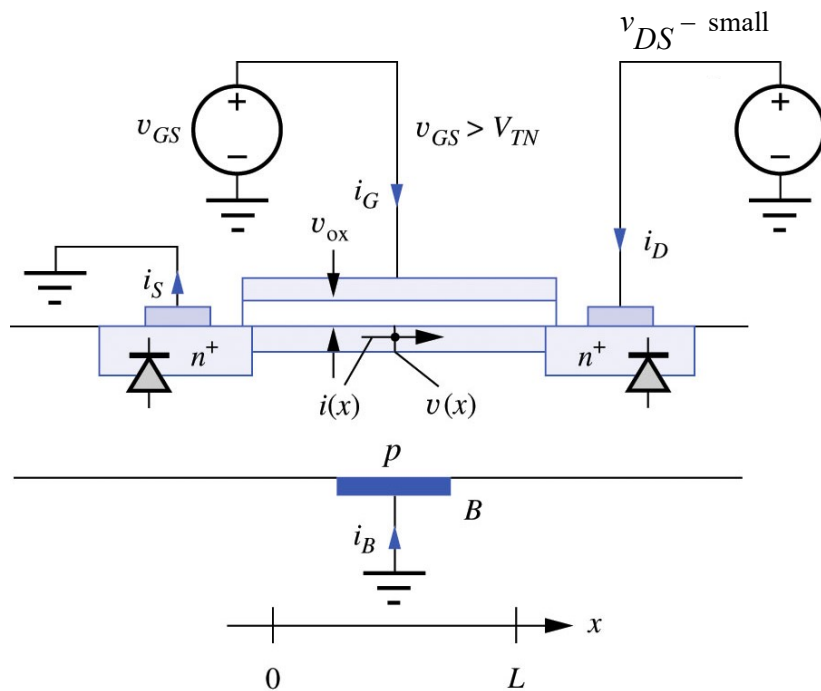 v_DS – small
v_GS
+
–
v_GS > V_TN
+
–
i_G
v_ox
i_D
i_S
n⁺
n⁺
i(x)
v(x)
p
B
i_B
x
0
L